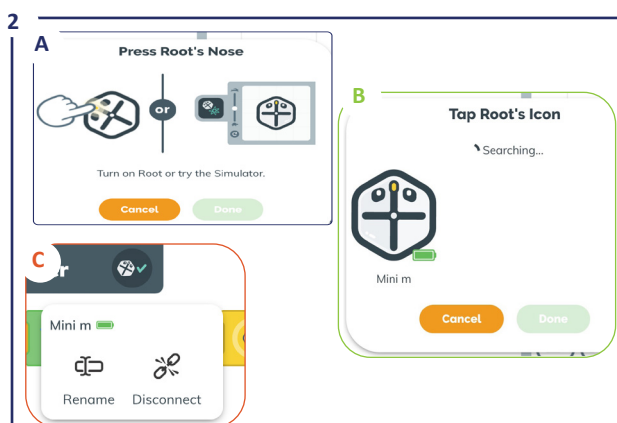 2
A
Press Root's Nose
or
Turn on Root or try the Simulator.
Cancel Done
B
Tap Root's Icon
Searching...
Mini m
Cancel Done
C
Mini m
Rename Disconnect